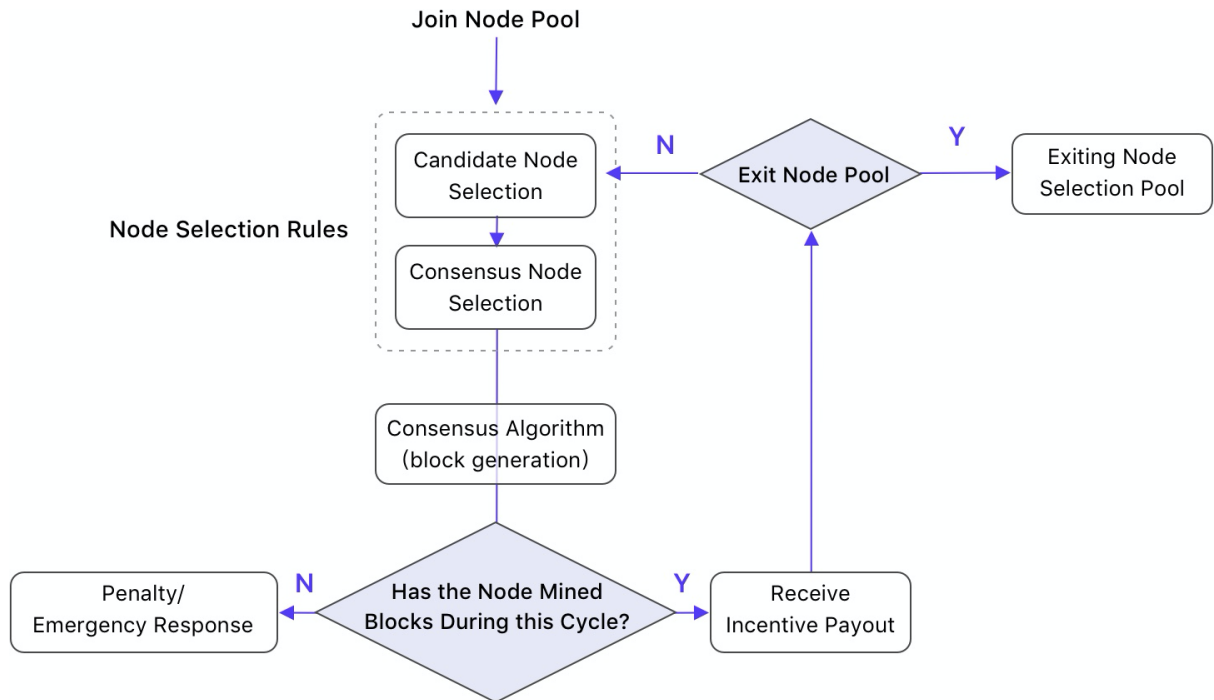 Join Node Pool
Candidate Node
Selection
N
Exit Node Pool
Y
Exiting Node
Selection Pool
Node Selection Rules
Consensus Node
Selection
Consensus Algorithm
(block generation)
Penalty/
Emergency Response
N
Has the Node Mined
Blocks During this Cycle?
Y
Receive
Incentive Payout